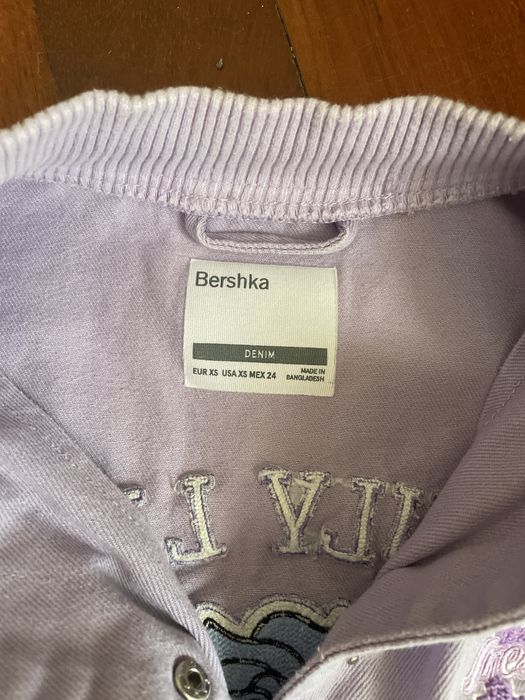 Bershka
DENIM
EUR XS USA XS MEX 24
MADE IN
BANGLADESH